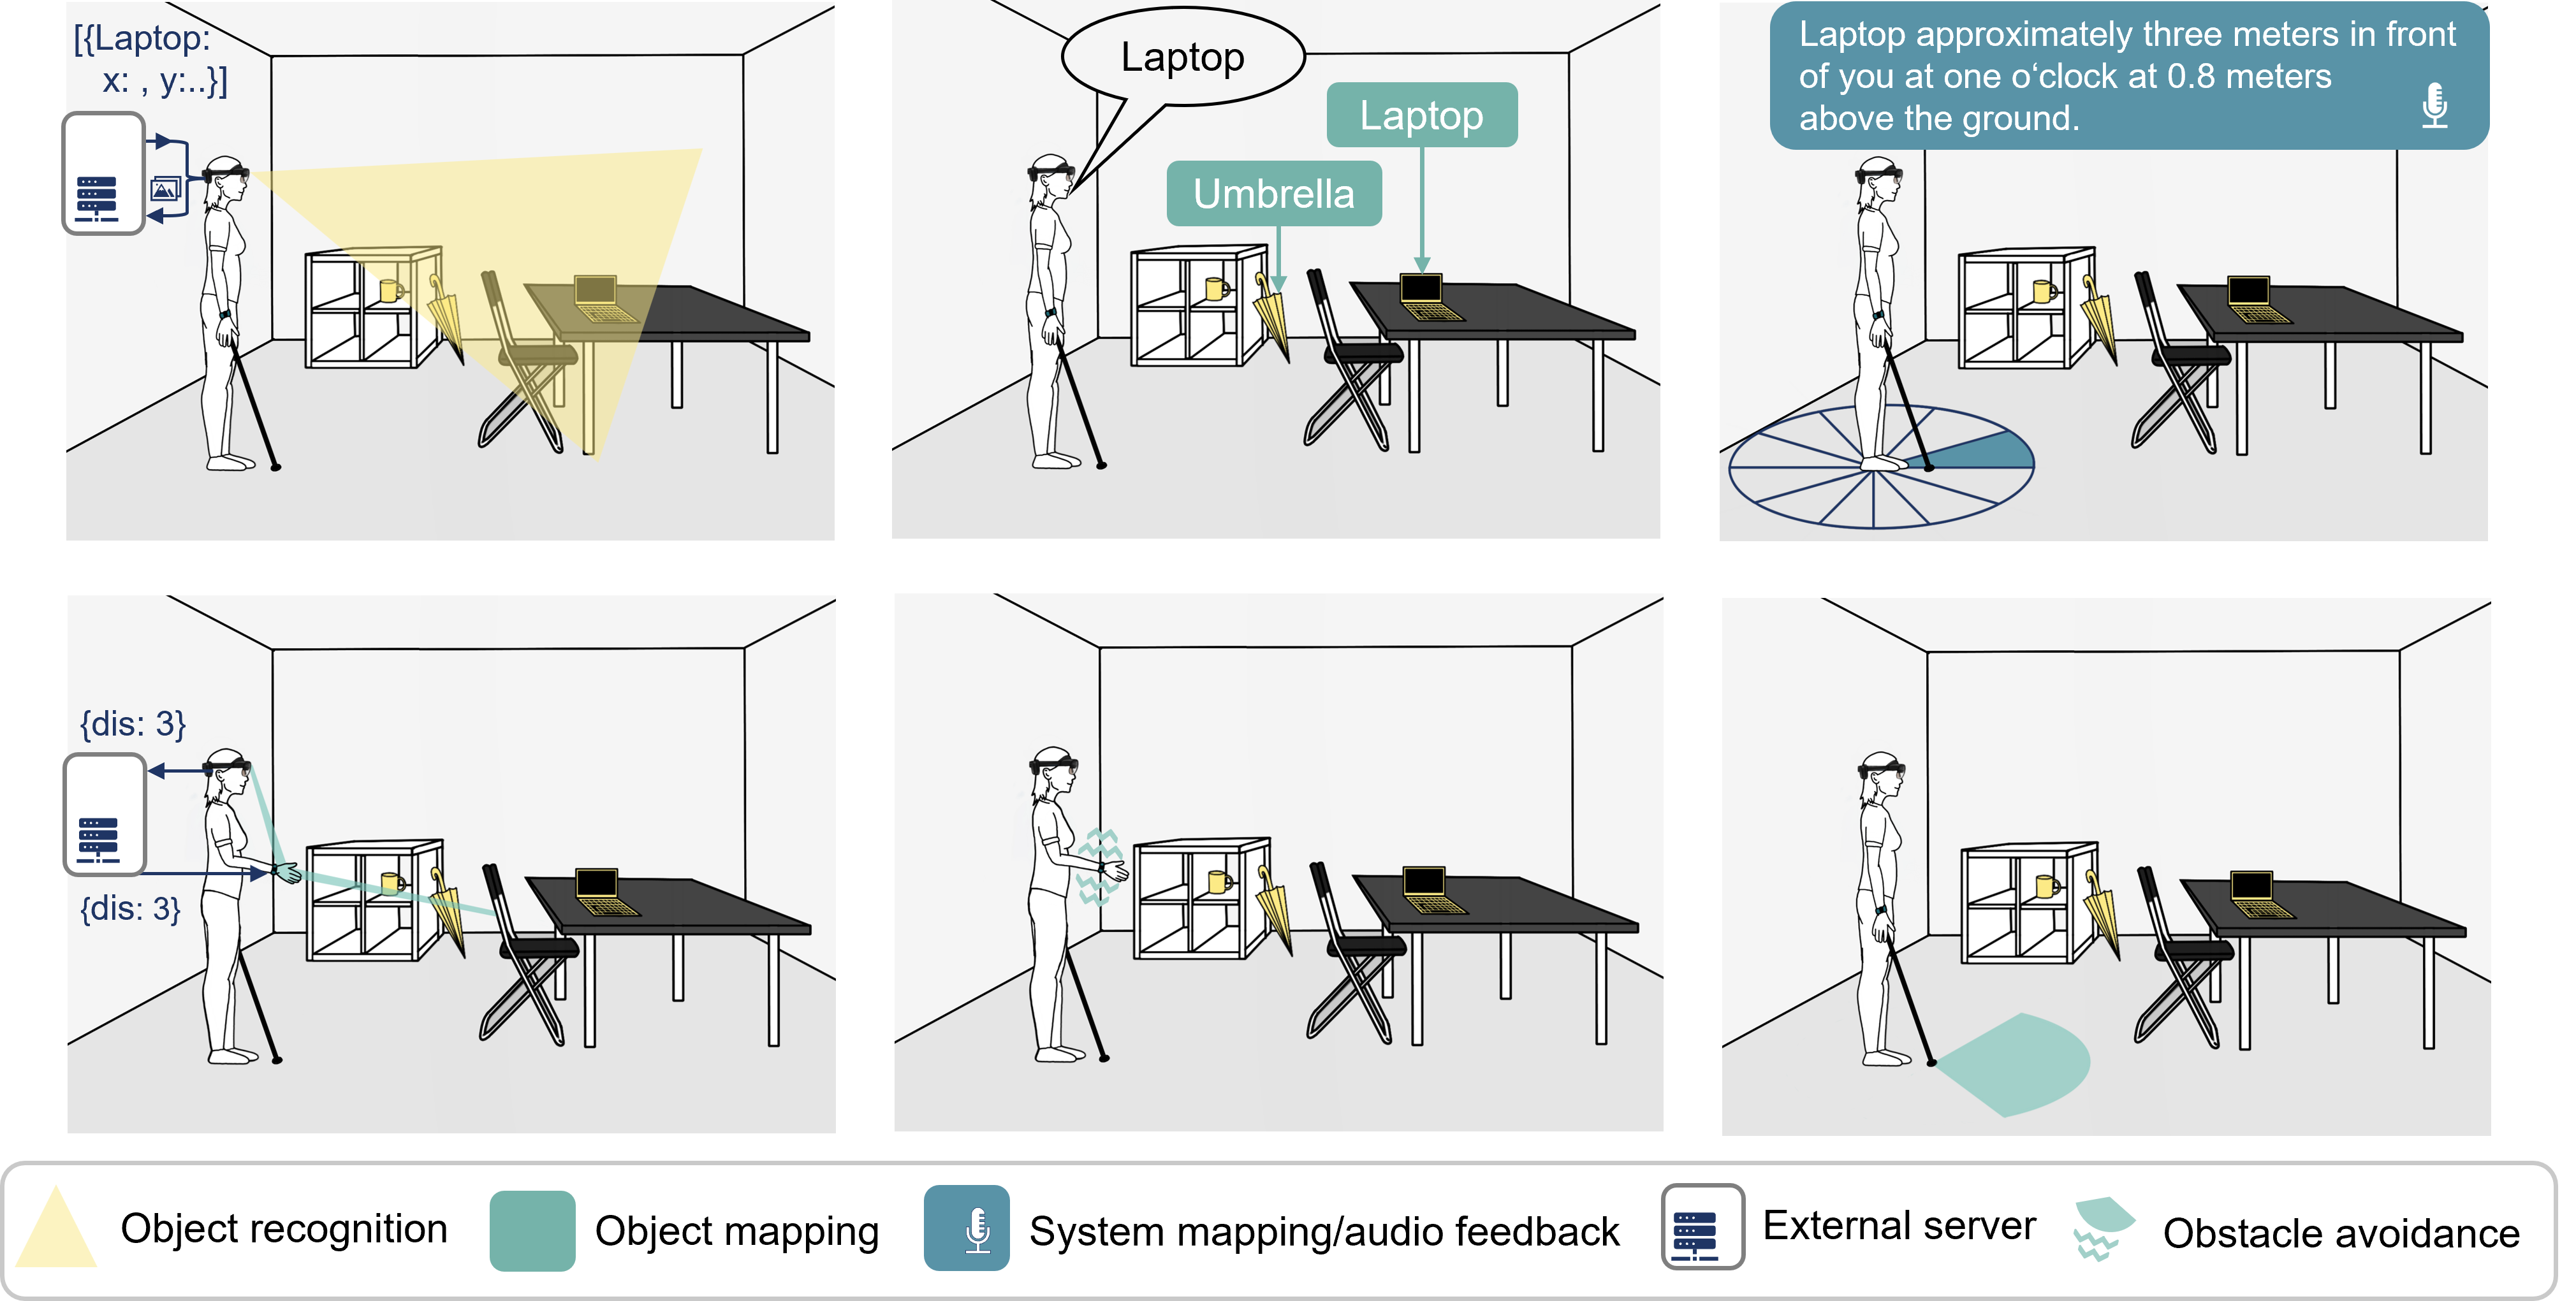 [{Laptop:
x: , y:..}]
Laptop
Laptop
Umbrella
Laptop approximately three meters in front
of you at one o‘clock at 0.8 meters
above the ground.
{dis: 3}
{dis: 3}
Object recognition
Object mapping
System mapping/audio feedback
External server
Obstacle avoidance